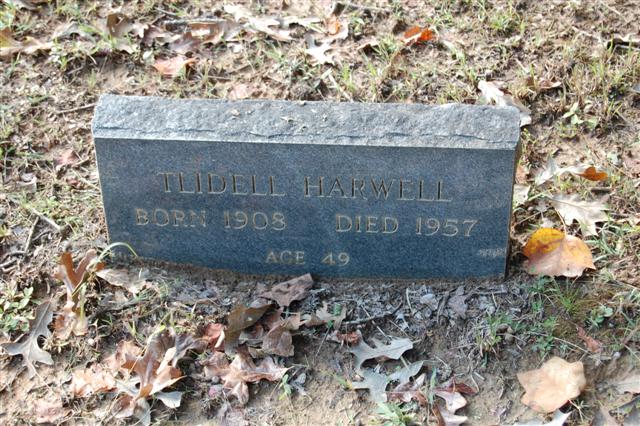 TLIDELL HARWELL
BORN 1908 DIED 1957
AGE 49